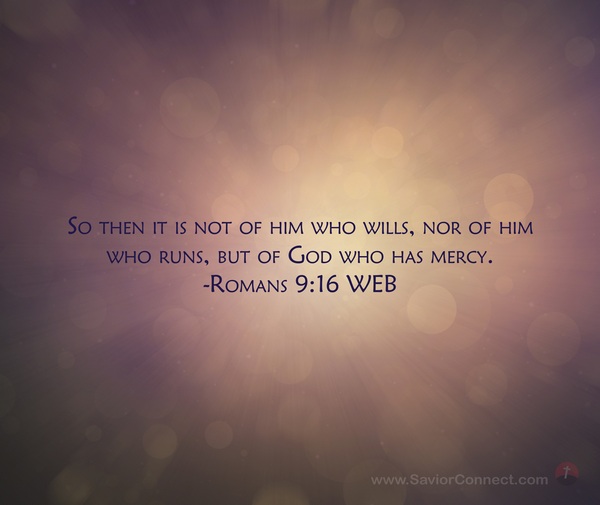 So then it is not of him who wills, nor of him
who runs, but of God who has mercy.
-Romans 9:16 WEB
www.SaviorConnect.com